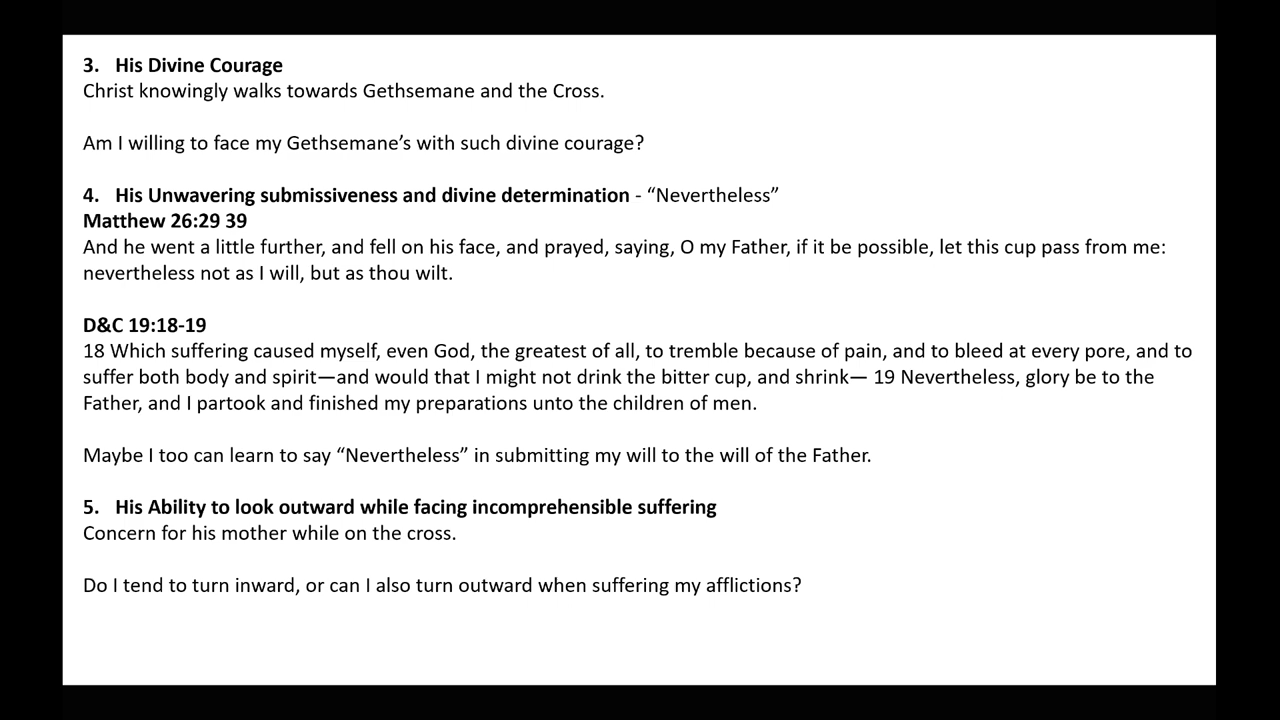 3. His Divine Courage
Christ knowingly walks towards Gethsemane and the Cross.
Am I willing to face my Gethsemane’s with such divine courage?
4. His Unwavering submissiveness and divine determination - “Nevertheless”
Matthew 26:29 39
And he went a little further, and fell on his face, and prayed, saying, O my Father, if it be possible, let this cup pass from me:
nevertheless not as I will, but as thou wilt.
D&C 19:18-19
18 Which suffering caused myself, even God, the greatest of all, to tremble because of pain, and to bleed at every pore, and to
suffer both body and spirit—and would that I might not drink the bitter cup, and shrink— 19 Nevertheless, glory be to the
Father, and I partook and finished my preparations unto the children of men.
Maybe I too can learn to say “Nevertheless” in submitting my will to the will of the Father.
5. His Ability to look outward while facing incomprehensible suffering
Concern for his mother while on the cross.
Do I tend to turn inward, or can I also turn outward when suffering my afflictions?